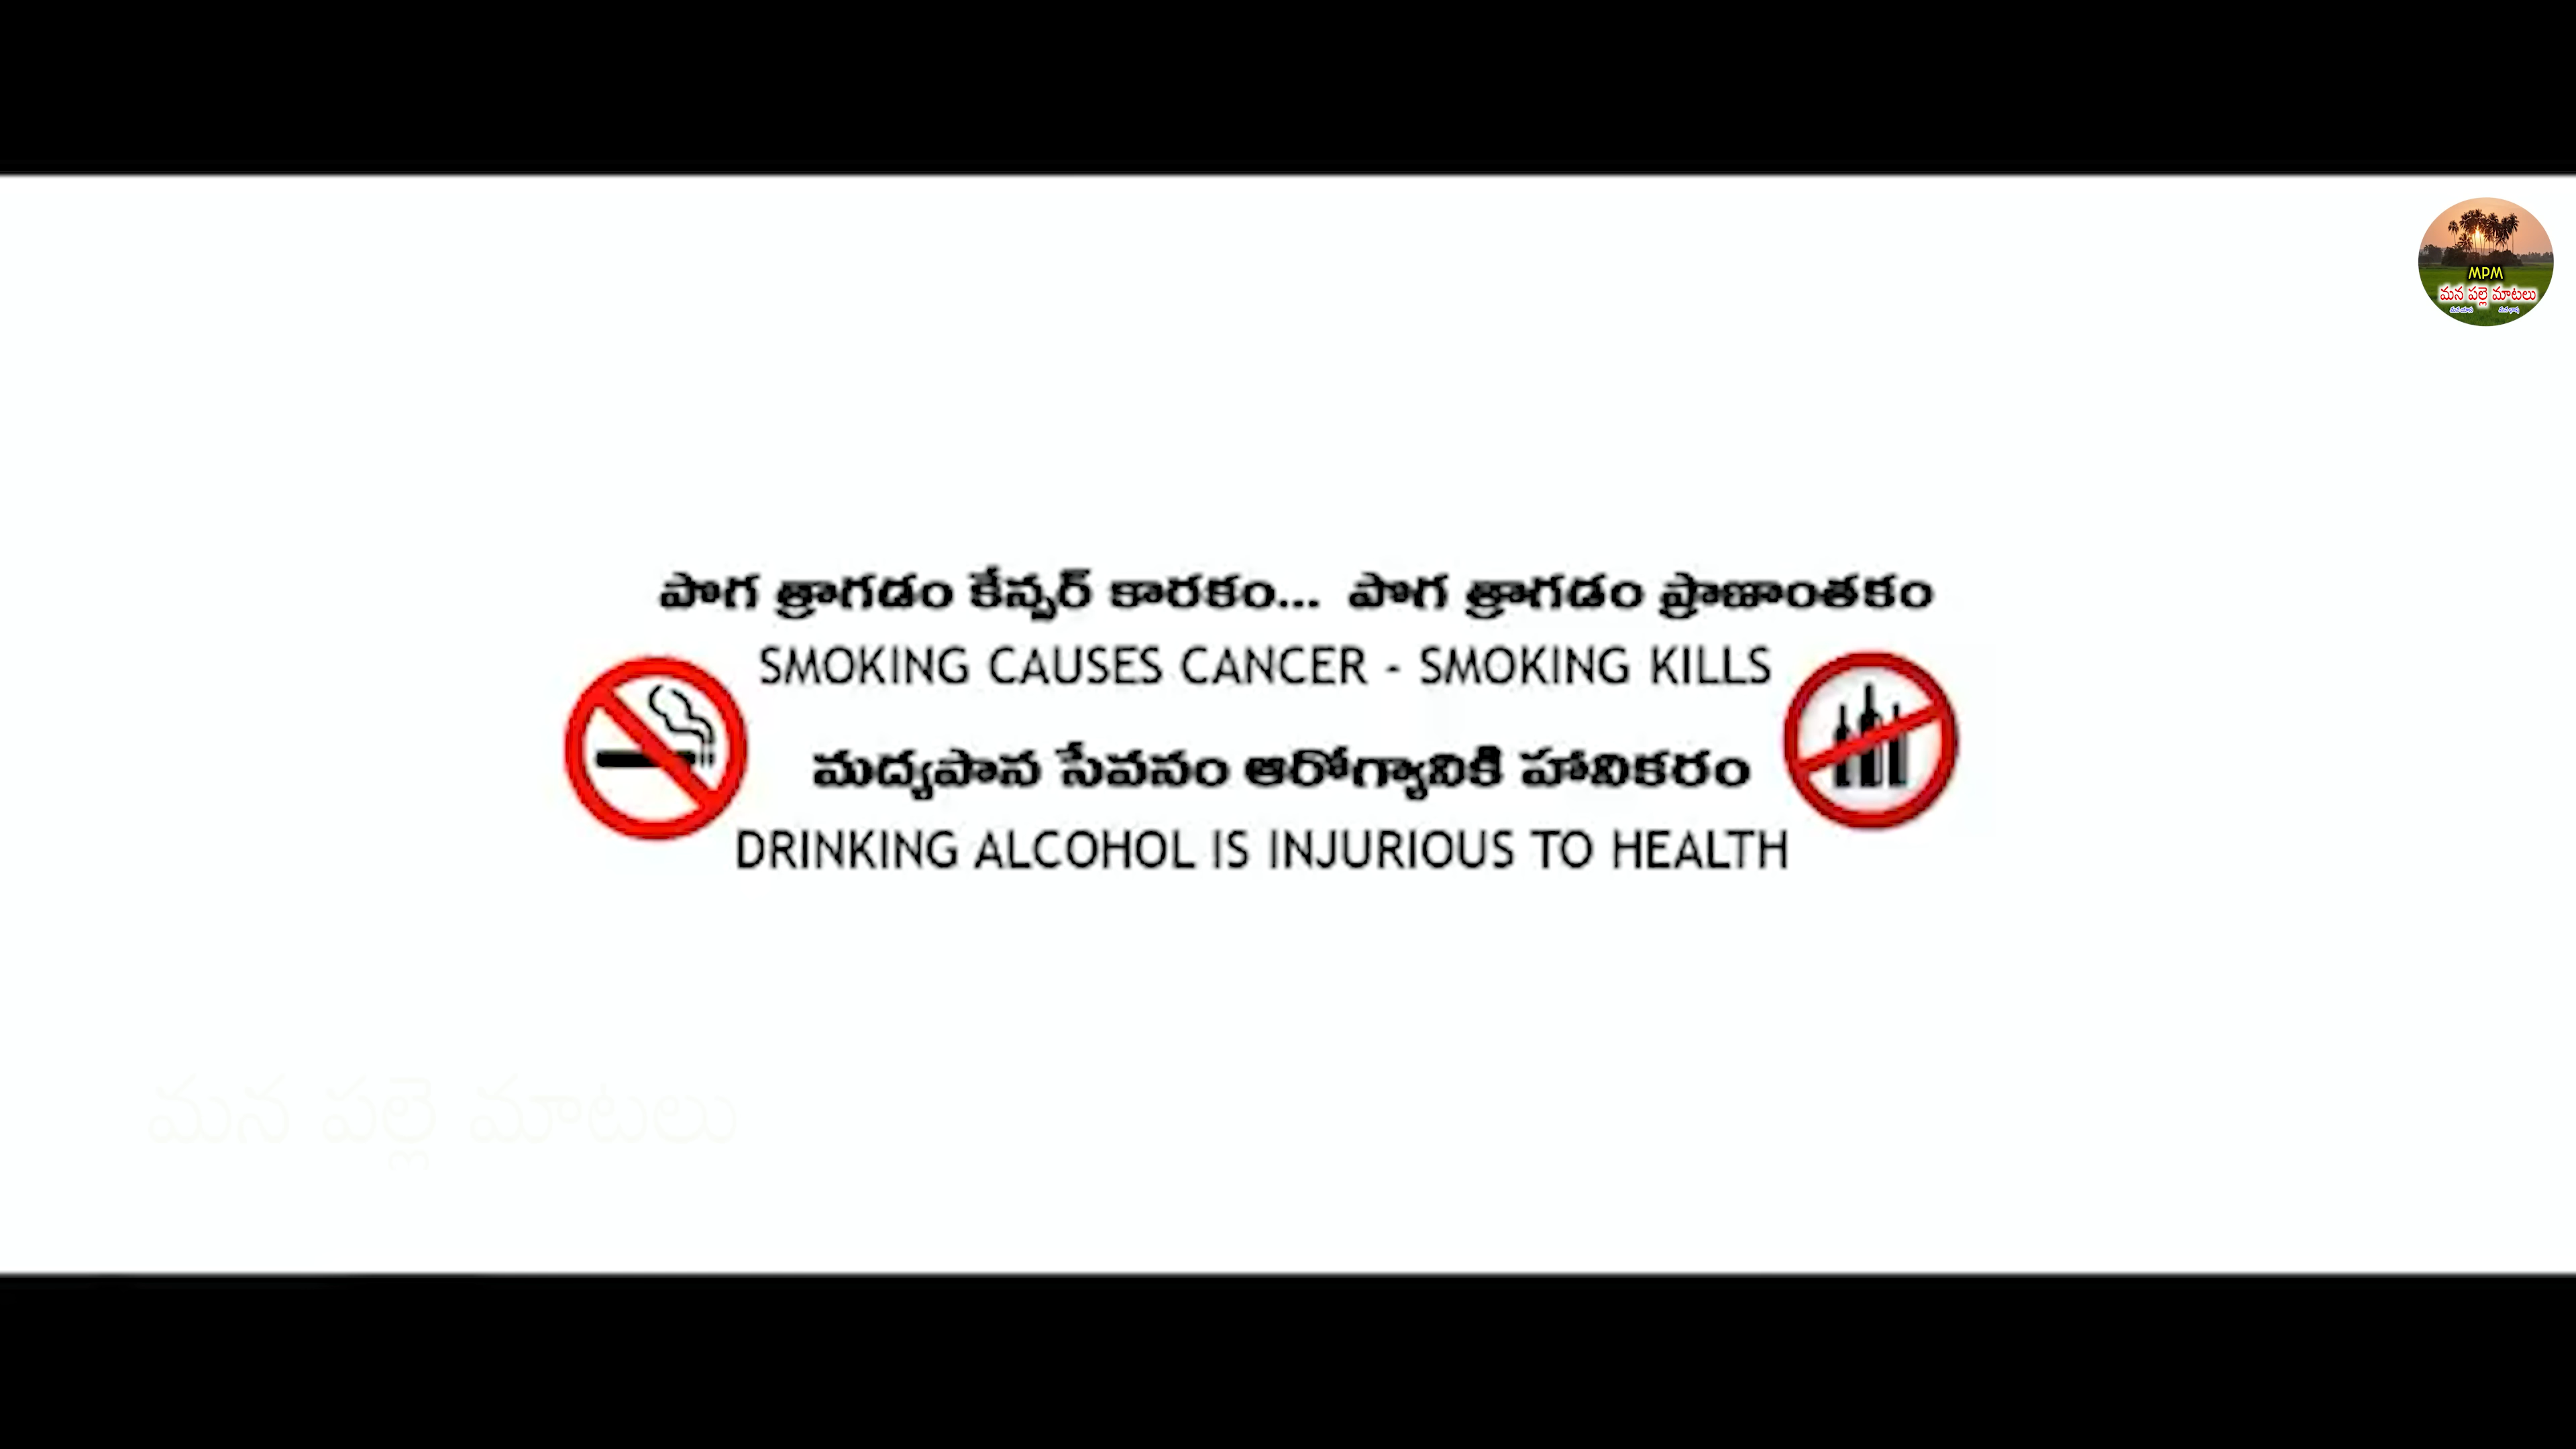 MPM
మన పల్లె మాటలు
పొగ త్రాగడం కేన్సర్ కారకం... పొగ త్రాగడం ప్రాణాంతకం
SMOKING CAUSES CANCER - SMOKING KILLS
మద్యపాన సేవనం ఆరోగ్యానికి హానికరం
DRINKING ALCOHOL IS INJURIOUS TO HEALTH
మన పల్లె మాటలు